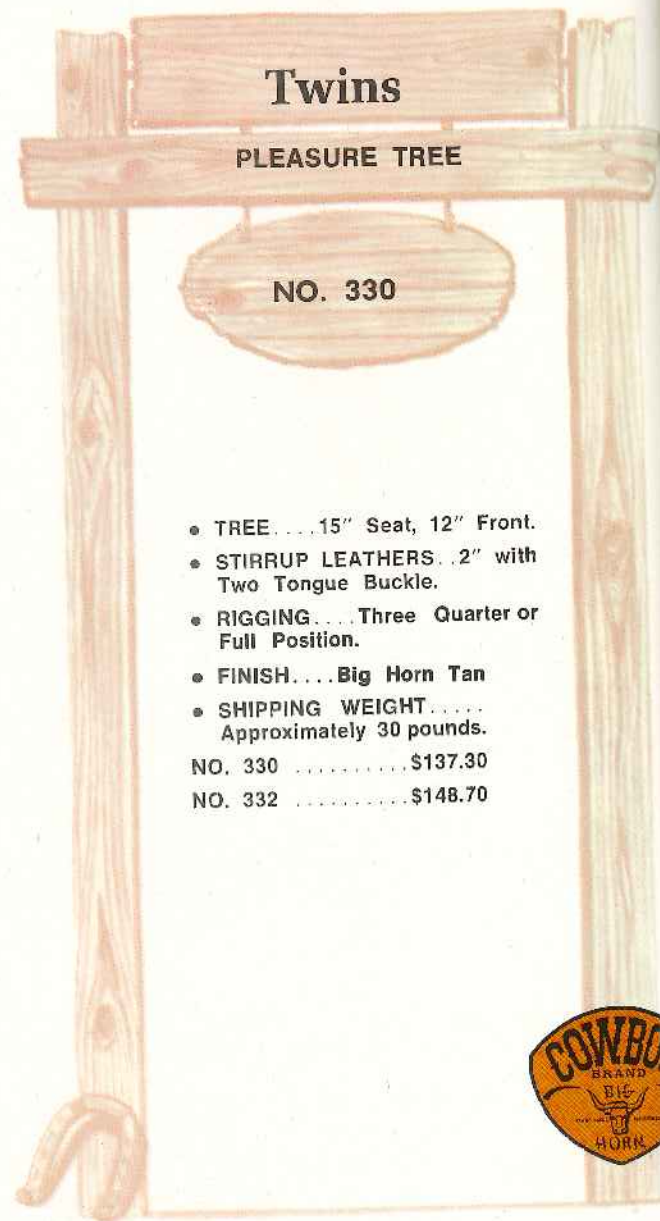 Twins
PLEASURE TREE
NO. 330
• TREE....15" Seat, 12" Front.
• STIRRUP LEATHERS..2" with
Two Tongue Buckle.
• RIGGING....Three Quarter or
Full Position.
• FINISH....Big Horn Tan
• SHIPPING WEIGHT.....
Approximately 30 pounds.
NO. 330 ..........$137.30
NO. 332 ..........$148.70
COWBO
BRAND
BIG
HORN